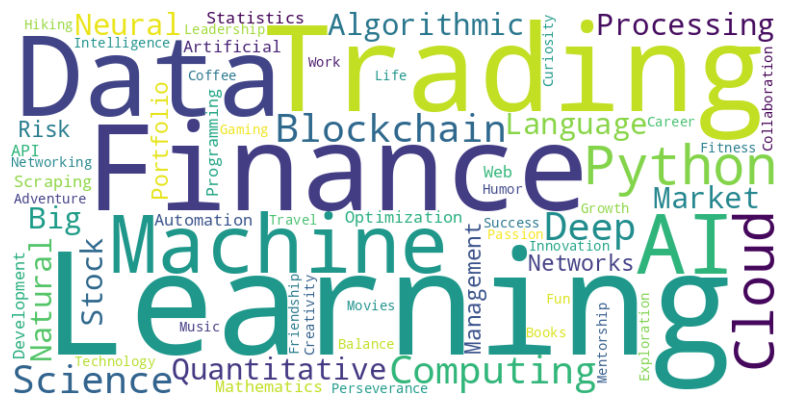 Hiking
Neural
Statistics
Leadership
Algorithmic
Processing
Intelligence
Artificial
Data
Trading
Coffee
Work
Life
Curiosity
Collaboration
Risk
Portfolio
Programming
Gaming
Blockchain
Language
Career
API
Networking
Finance
Python
Fitness
Scraping
Adventure
Web
Humor
Market
Big
Automation
Travel
Optimization
Success
Passion
Growth
Deep
Innovation
Machine
AI
Cloud
Development
Natural
Stock
Management
Networks
Learning
Music
Friendship
Creativity
Movies
Fun
Books
Balance
Mentorship
Exploration
Technology
Science
Quantitative
Computing
Mathematics
Perseverance